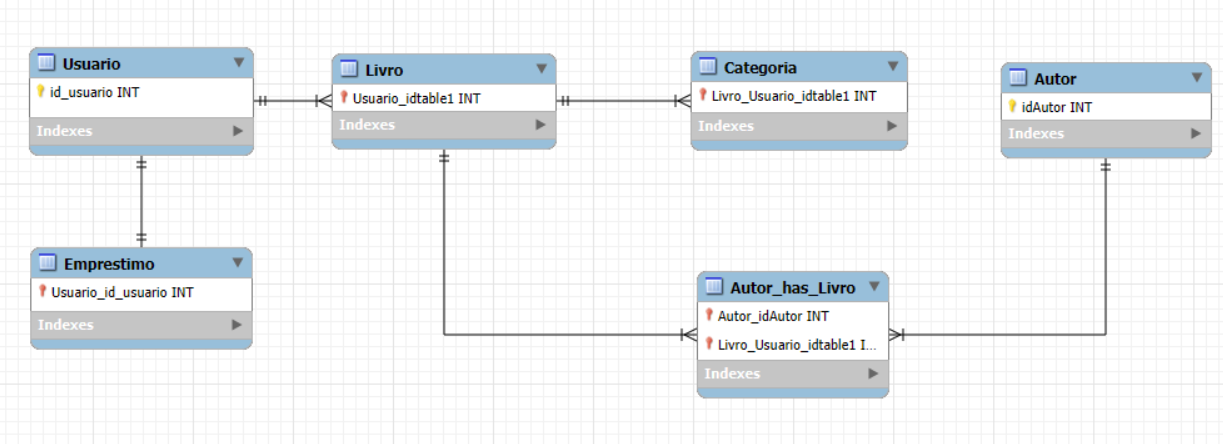 Usuario
id_usuario INT
Indexes
Livro
Usuario_idtable1 INT
Indexes
Categoria
Livro_Usuario_idtable1 INT
Indexes
Autor
idAutor INT
Indexes
Emprestimo
Usuario_id_usuario INT
Indexes
Autor_has_Livro
Autor_idAutor INT
Livro_Usuario_idtable1 I...
Indexes